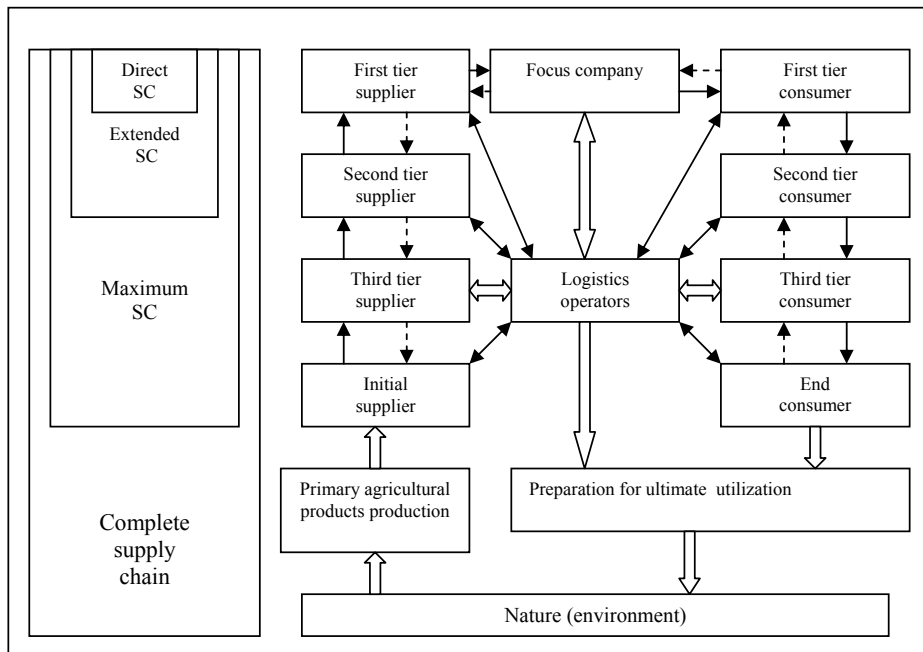 Direct
SC
Extended
SC
Maximum
SC
Complete
supply
chain
First tier
supplier
Focus company
First tier
consumer
Second tier
supplier
Second tier
consumer
Third tier
supplier
Logistics
operators
Third tier
consumer
Initial
supplier
End
consumer
Primary agricultural
products production
Preparation for ultimate utilization
Nature (environment)